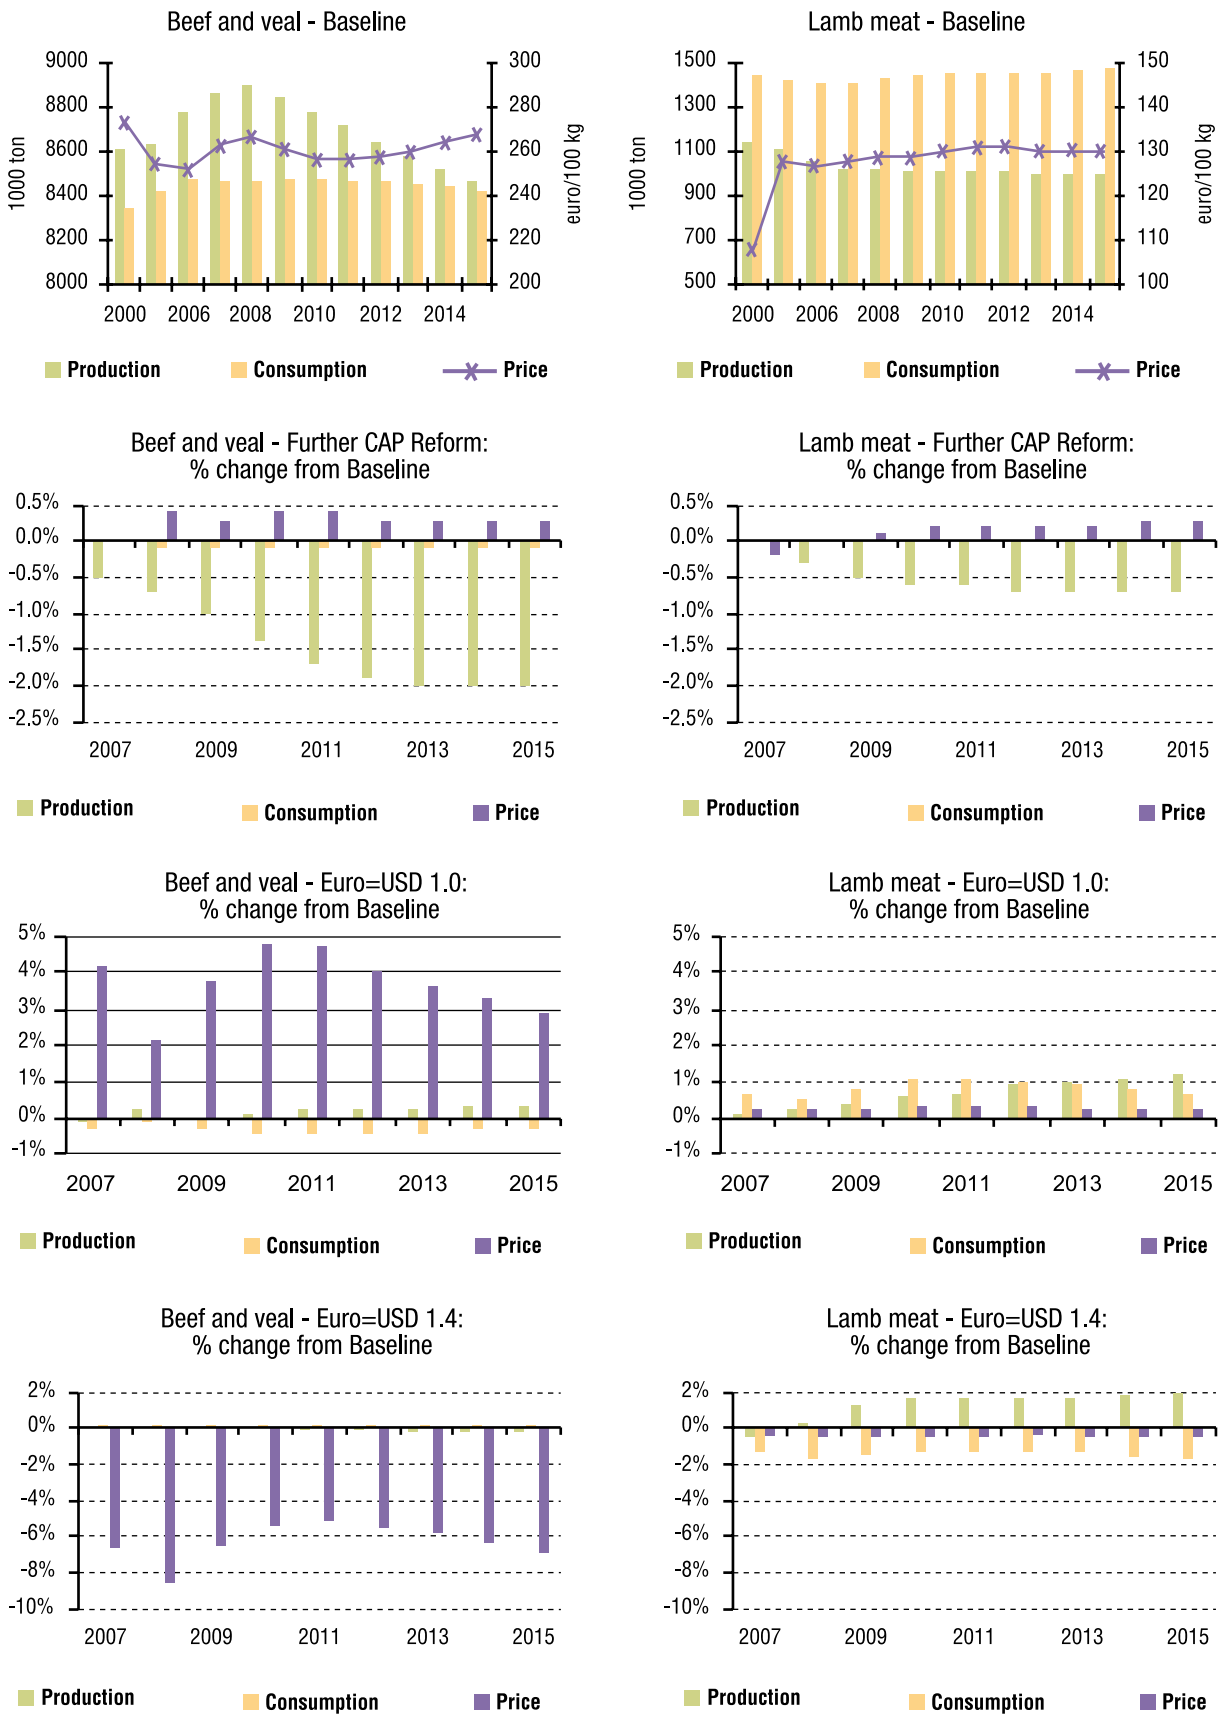 Beef and veal - Baseline
9000
8800
8600
8400
8200
8000
1000 ton
300
280
260
240
220
200
euro/100 kg
2000 2006 2008 2010 2012 2014
Production Consumption Price
Lamb meat - Baseline
1500
1300
1100
900
700
500
1000 ton
150
140
130
120
110
100
euro/100 kg
2000 2006 2008 2010 2012 2014
Production Consumption Price
Beef and veal - Further CAP Reform:
% change from Baseline
0.5%
0.0%
-0.5%
-1.0%
-1.5%
-2.0%
-2.5%
2007 2009 2011 2013 2015
Production Consumption Price
Lamb meat - Further CAP Reform:
% change from Baseline
0.5%
0.0%
-0.5%
-1.0%
-1.5%
-2.0%
-2.5%
2007 2009 2011 2013 2015
Production Consumption Price
Beef and veal - Euro=USD 1.0:
% change from Baseline
5%
4%
3%
2%
1%
0%
-1%
2007 2009 2011 2013 2015
Production Consumption Price
Lamb meat - Euro=USD 1.0:
% change from Baseline
5%
4%
3%
2%
1%
0%
-1%
2007 2009 2011 2013 2015
Production Consumption Price
Beef and veal - Euro=USD 1.4:
% change from Baseline
2%
0%
-2%
-4%
-6%
-8%
-10%
2007 2009 2011 2013 2015
Production Consumption Price
Lamb meat - Euro=USD 1.4:
% change from Baseline
2%
0%
-2%
-4%
-6%
-8%
-10%
2007 2009 2011 2013 2015
Production Consumption Price